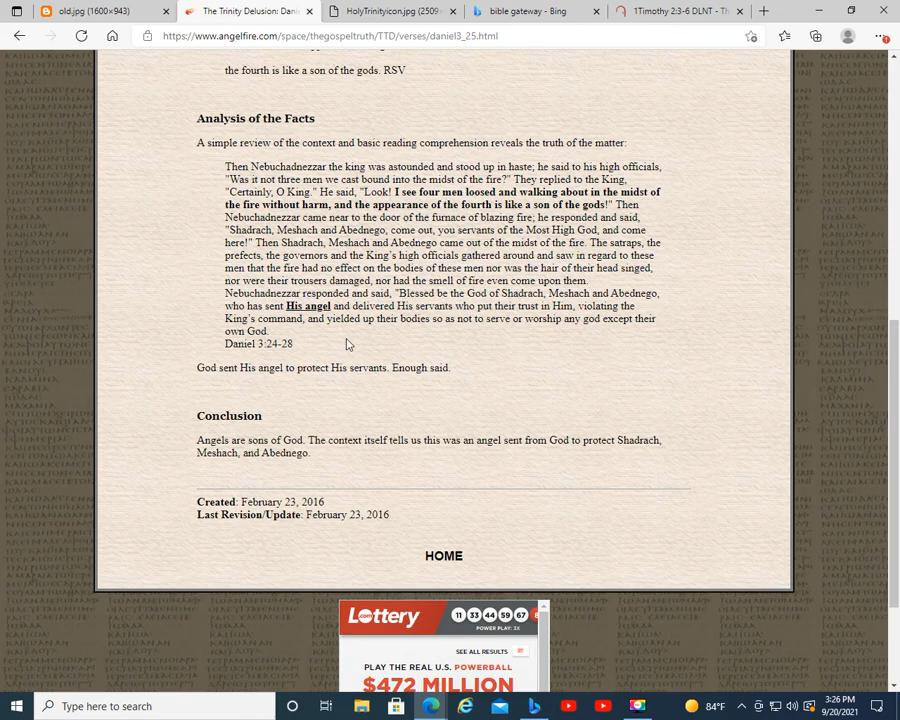 old.jpg (1600×943)
The Trinity Delusion: Dani
HolyTrinityicon.jpg (2509×
bible gateway - Bing
1Timothy 2:3-6 DLNT - Th
https://www.angelfire.com/space/thegospeltruth/TTD/verses/daniel3_25.html
the fourth is like a son of the gods. RSV
Analysis of the Facts
A simple review of the context and basic reading comprehension reveals the truth of the matter:
Then Nebuchadnezzar the king was astounded and stood up in haste; he said to his high officials,
"Was it not three men we cast bound into the midst of the fire?" They replied to the King,
"Certainly, O King." He said, "Look! I see four men loosed and walking about in the midst of
the fire without harm, and the appearance of the fourth is like a son of the gods!" Then
Nebuchadnezzar came near to the door of the furnace of blazing fire; he responded and said,
"Shadrach, Meshach and Abednego, come out, you servants of the Most High God, and come
here!" Then Shadrach, Meshach and Abednego came out of the midst of the fire. The satraps, the
prefects, the governors and the King's high officials gathered around and saw in regard to these
men that the fire had no effect on the bodies of these men nor was the hair of their head singed,
nor were their trousers damaged, nor had the smell of fire even come upon them.
Nebuchadnezzar responded and said, "Blessed be the God of Shadrach, Meshach and Abednego,
who has sent His angel and delivered His servants who put their trust in Him, violating the
King's command, and yielded up their bodies so as not to serve or worship any god except their
own God.
Daniel 3:24-28
God sent His angel to protect His servants. Enough said.
Conclusion
Angels are sons of God. The context itself tells us this was an angel sent from God to protect Shadrach,
Meshach, and Abednego.
Created: February 23, 2016
Last Revision/Update: February 23, 2016
HOME
Lottery.com
11 33 44 59 67
POWER PLAY: 3X
SEE ALL RESULTS
PLAY THE REAL U.S. POWERBALL
$472 MILLION
Type here to search
84°F
3:26 PM
9/20/2021